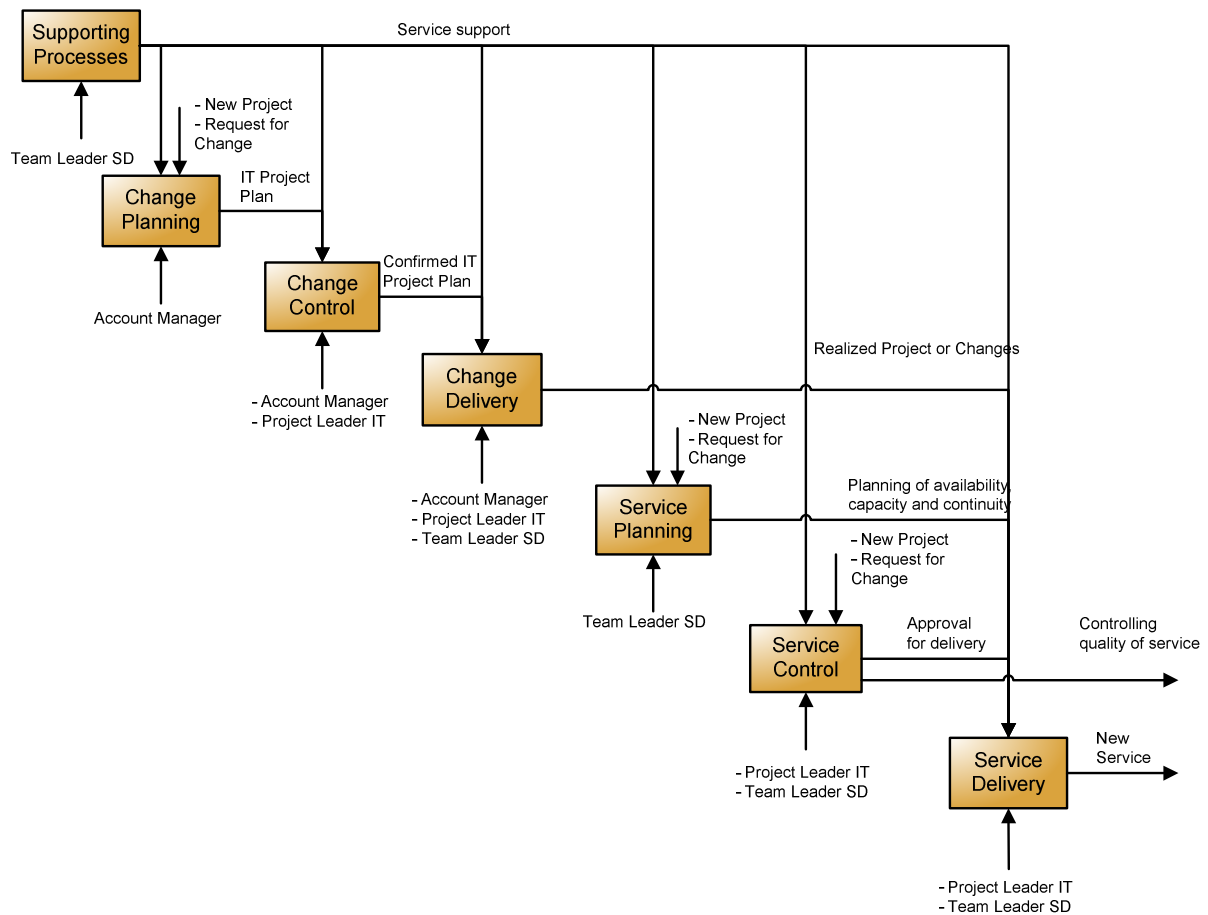 Supporting
Processes
Service support
- New Project
- Request for
Change
Team Leader SD
IT Project
Plan
Change
Planning
Account Manager
Confirmed IT
Project Plan
Change
Control
- Account Manager
- Project Leader IT
Realized Project or Changes
Change
Delivery
- New Project
- Request for
Change
- Account Manager
- Project Leader IT
- Team Leader SD
Planning of availability,
capacity and continuity
Service
Planning
- New Project
- Request for
Change
Team Leader SD
Approval
for delivery
Controlling
quality of service
Service
Control
- Project Leader IT
- Team Leader SD
New
Service
Service
Delivery
- Project Leader IT
- Team Leader SD